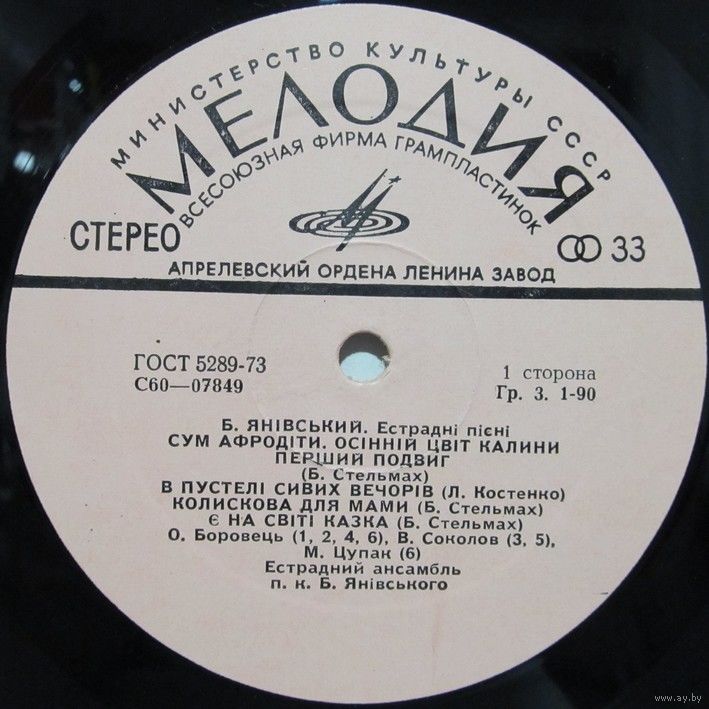 МИНИСТЕРСТВО КУЛЬТУРЫ СССР
МЕЛОДИЯ
ВСЕСОЮЗНАЯ ФИРМА ГРАМПЛАСТИНОК
СТЕРЕО
33
АПРЕЛЕВСКИЙ ОРДЕНА ЛЕНИНА ЗАВОД
ГОСТ 5289-73
С60—07849
1 сторона
Гр. 3. 1-90
Б. ЯНІВСЬКИЙ. Естрадні пісні
СУМ АФРОДІТИ. ОСІННІЙ ЦВІТ КАЛИНИ
ПЕРШИЙ ПОДВИГ
(Б. Стельмах)
В ПУСТЕЛІ СИВИХ ВЕЧОРІВ (Л. Костенко)
КОЛИСКОВА ДЛЯ МАМИ (Б. Стельмах)
Є НА СВІТІ КАЗКА (Б. Стельмах)
О. Боровець (1, 2, 4, 6), В. Соколов (3, 5),
М. Цупак (6)
Естрадний ансамбль
п. к. Б. Янівського
www.ay.by